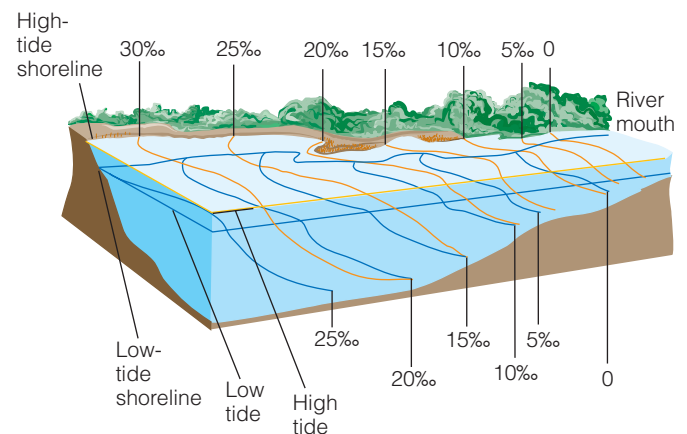 High-
tide
shoreline
30‰ 25‰ 20‰ 15‰ 10‰ 5‰ 0
River
mouth
25‰
20‰
15‰
10‰
5‰
0
Low-
tide
shoreline
Low
tide
High
tide